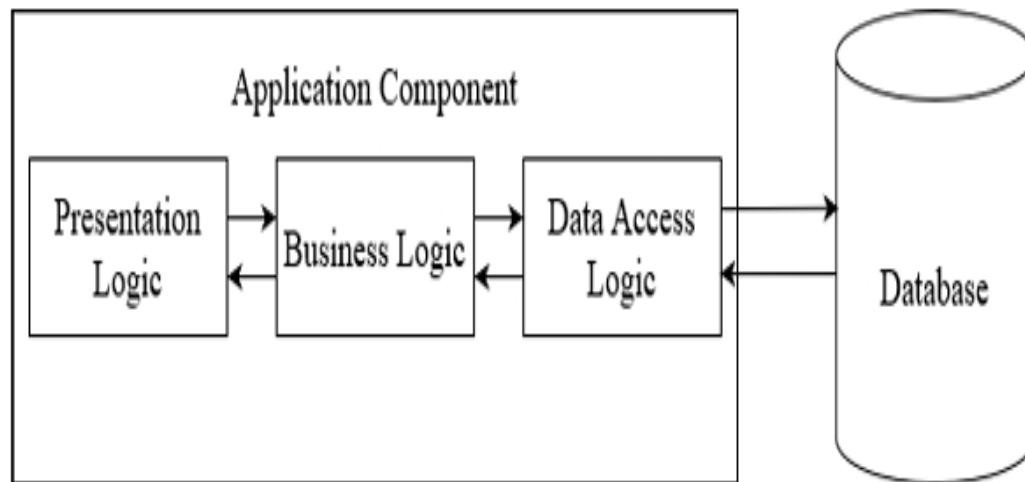 Application Component
Presentation
Logic
Business Logic
Data Access
Logic
Database